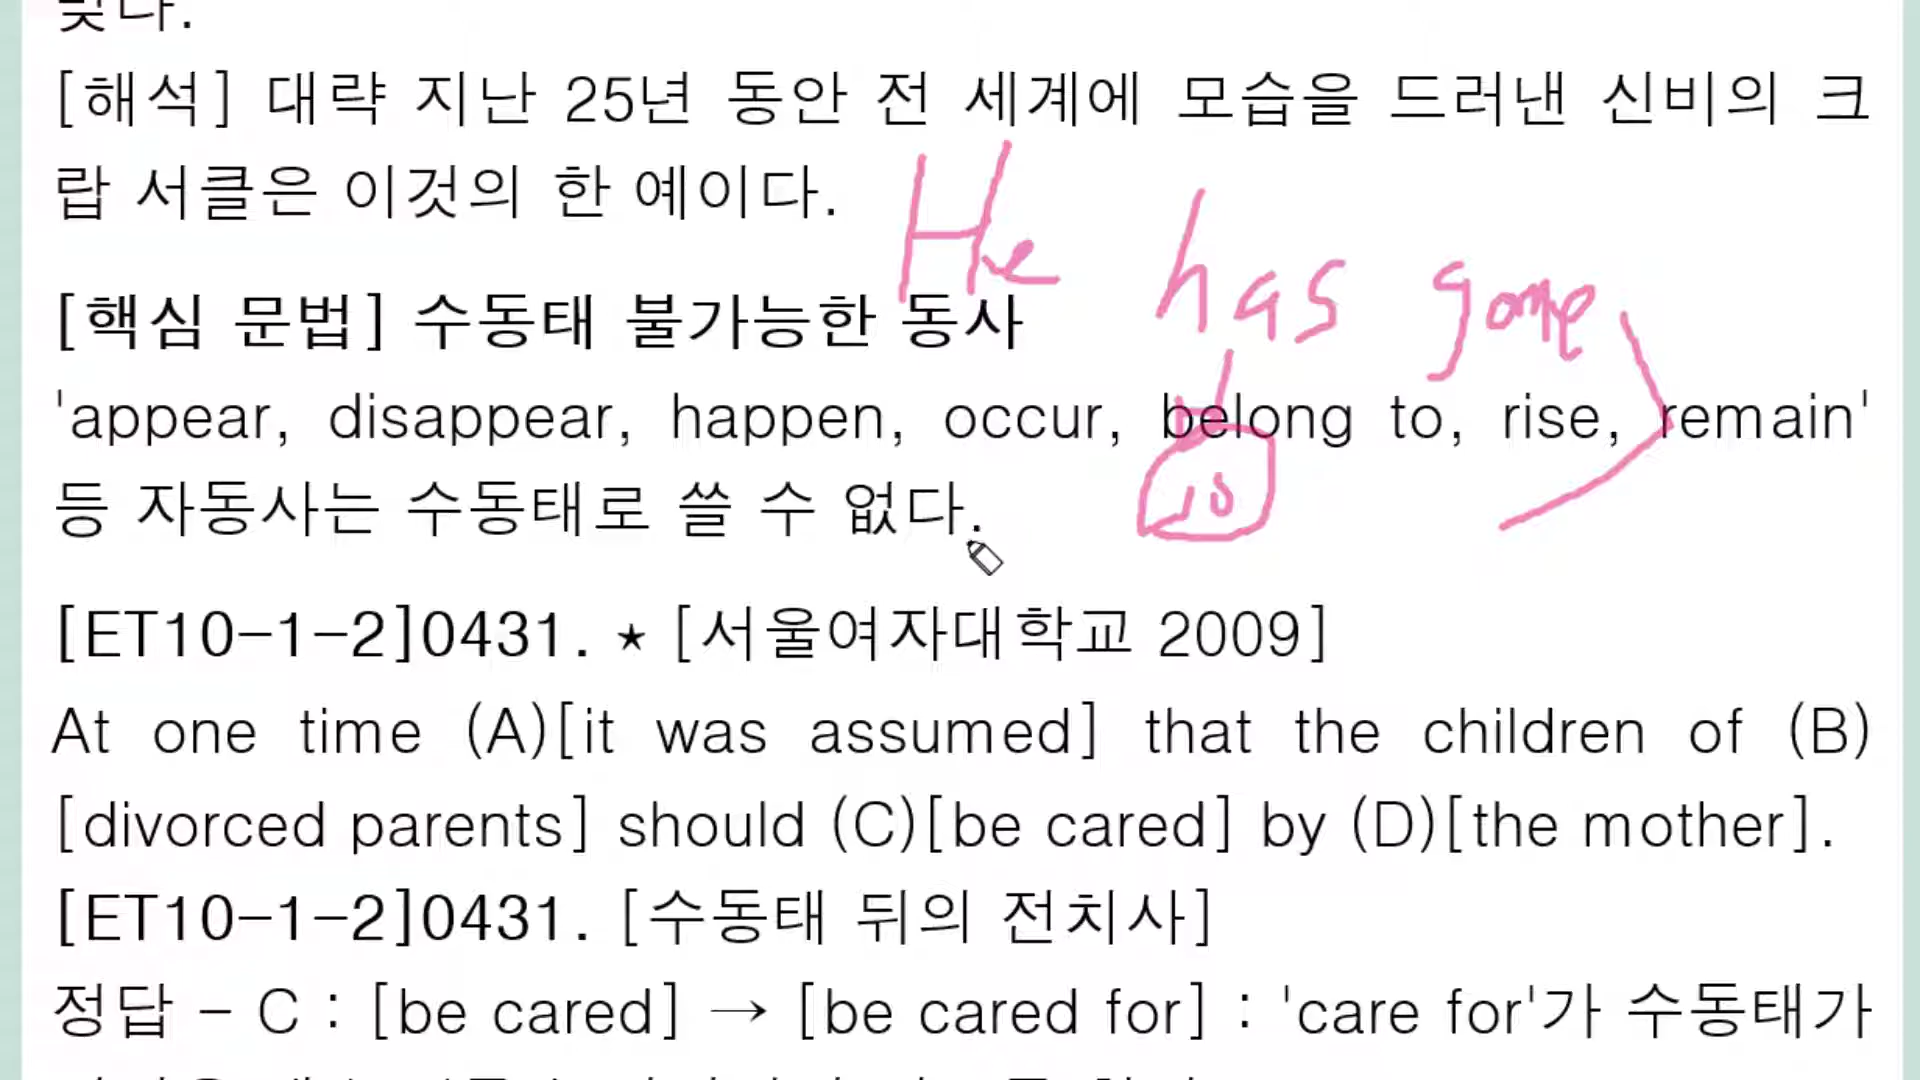 [해석] 대략 지난 25년 동안 전 세계에 모습을 드러낸 신비의 크
랍 서클은 이것의 한 예이다.
He has gone
[핵심 문법] 수동태 불가능한 동사
'appear, disappear, happen, occur, belong to, rise, remain'
is
등 자동사는 수동태로 쓸 수 없다.
[ET10-1-2]0431. ★ [서울여자대학교 2009]
At one time (A)[it was assumed] that the children of (B)
[divorced parents] should (C)[be cared] by (D)[the mother].
[ET10-1-2]0431. [수동태 뒤의 전치사]
정답 - C : [be cared] → [be cared for] : 'care for'가 수동태가